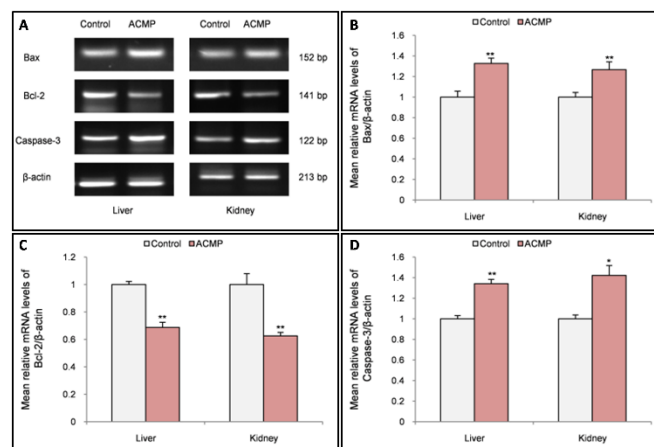 A
Control ACMP Control ACMP
Bax 152 bp
Bcl-2 141 bp
Caspase-3 122 bp
β-actin 213 bp
Liver Kidney
B
Control ACMP
Mean relative mRNA levels of
Bax/β-actin
1.6
1.4
1.2
1
0.8
0.6
0.4
0.2
0
**
**
Liver Kidney
C
Control ACMP
Mean relative mRNA levels of
Bcl-2/β-actin
1.2
1
0.8
0.6
0.4
0.2
0
**
**
Liver Kidney
D
Control ACMP
Mean relative mRNA levels of
Caspase-3/β-actin
1.6
1.4
1.2
1
0.8
0.6
0.4
0.2
0
**
*
Liver Kidney